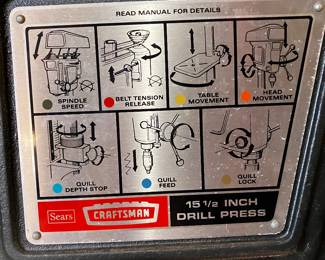 READ MANUAL FOR DETAILS
SPINDLE SPEED
BELT TENSION RELEASE
TABLE MOVEMENT
HEAD MOVEMENT
QUILL DEPTH STOP
QUILL FEED
QUILL LOCK
Sears CRAFTSMAN 15 1/2 INCH DRILL PRESS